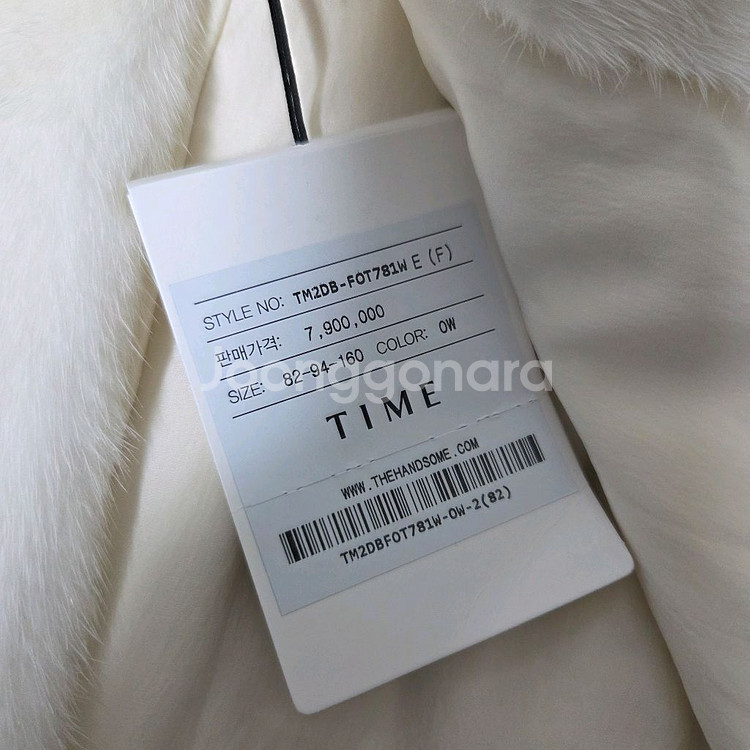 STYLE NO: TM2DB-FOT781W E (F)
판매가격: 7,900,000
SIZE: 82-94-160 COLOR: OW
Joonggonara
TIME
WWW.THEHANDSOME.COM
TM2DBFOT781W-OW-2(82)